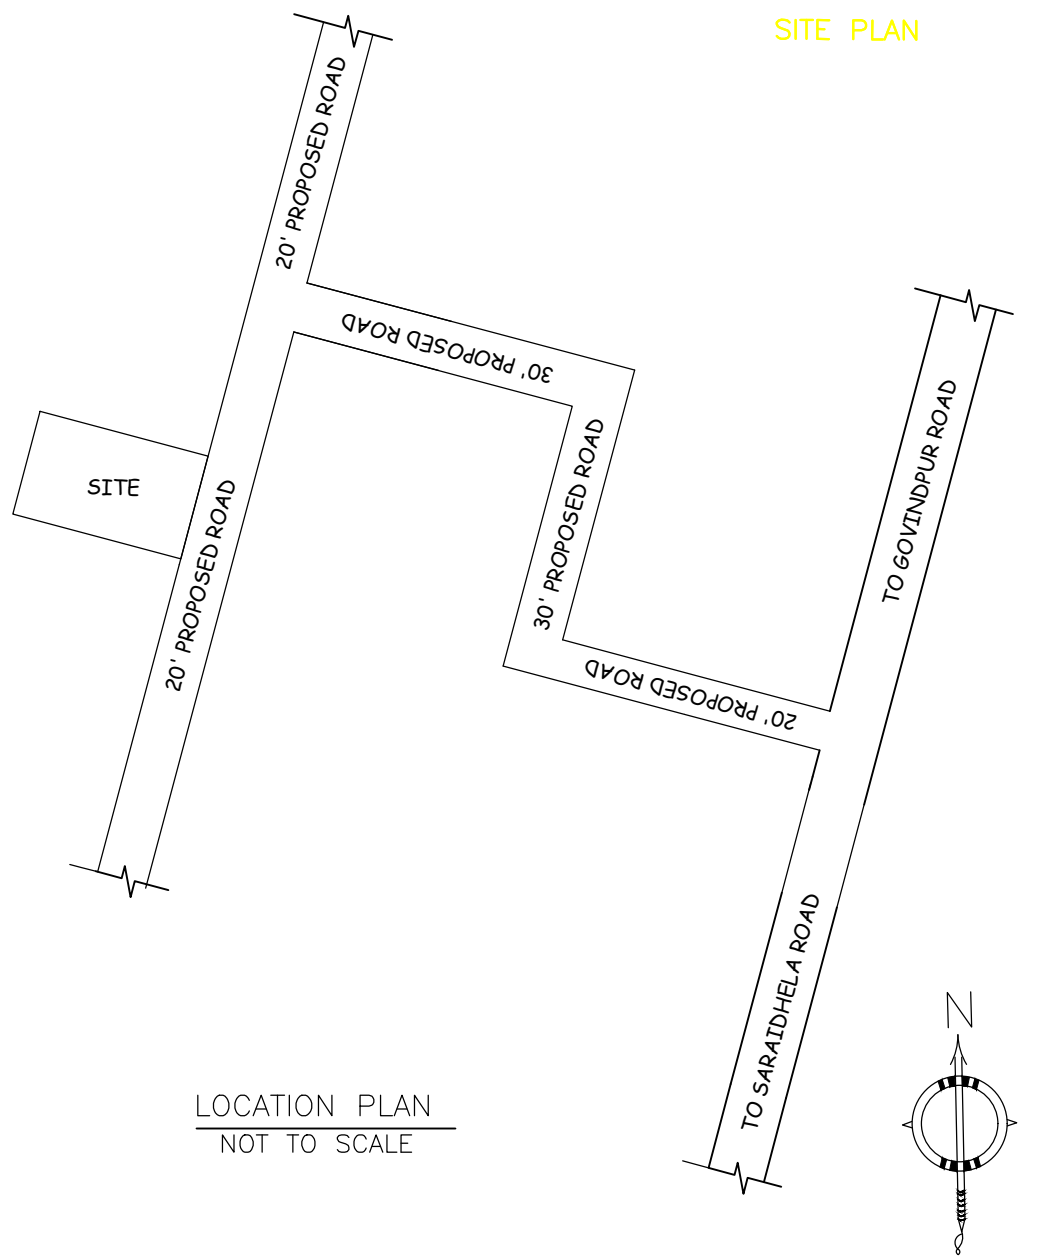 SITE PLAN
20' PROPOSED ROAD
30' PROPOSED ROAD
TO GOVINDPUR ROAD
30' PROPOSED ROAD
SITE
20' PROPOSED ROAD
20' PROPOSED ROAD
TO SARAIDHELA ROAD
N
LOCATION PLAN
NOT TO SCALE